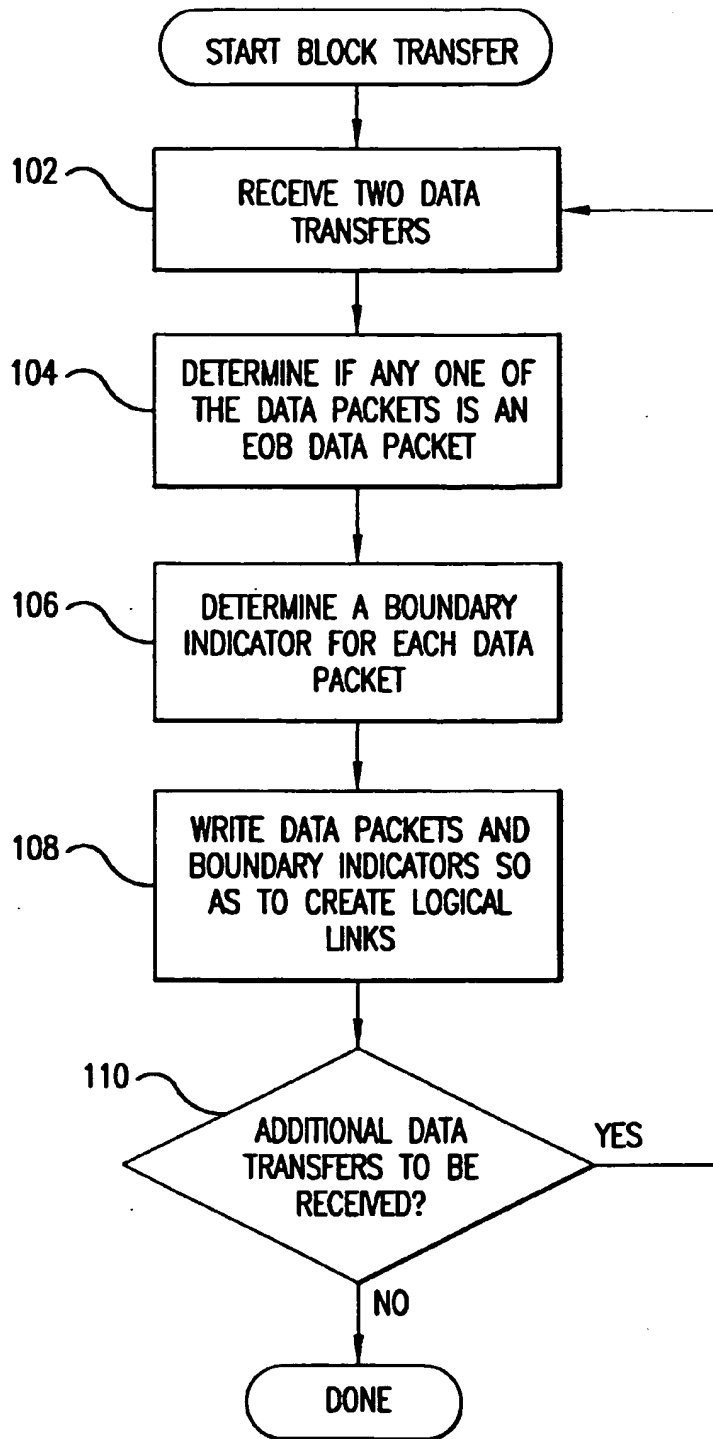 START BLOCK TRANSFER
102
RECEIVE TWO DATA
TRANSFERS
104
DETERMINE IF ANY ONE OF
THE DATA PACKETS IS AN
EOB DATA PACKET
106
DETERMINE A BOUNDARY
INDICATOR FOR EACH DATA
PACKET
108
WRITE DATA PACKETS AND
BOUNDARY INDICATORS SO
AS TO CREATE LOGICAL
LINKS
110
ADDITIONAL DATA
TRANSFERS TO BE
RECEIVED?
YES
NO
DONE